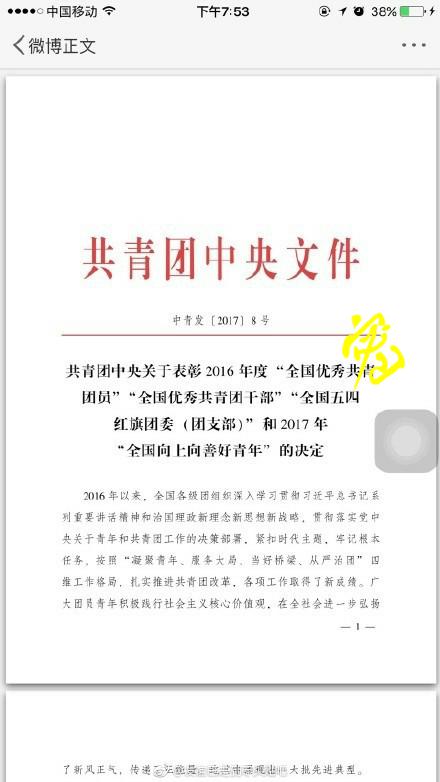 中国移动 下午7:53 38%
微博正文
共青团中央文件
中青发〔2017〕8号
共青团中央关于表彰2016年度“全国优秀共青
团员”“全国优秀共青团干部”“全国五四
红旗团委（团支部）”和2017年
“全国向上向善好青年”的决定
2016年以来，全国各级团组织深入学习贯彻习近平总书记系
列重要讲话精神和治国理政新理念新思想新战略，贯彻落实党中
央关于青年和共青团工作的决策部署，紧扣时代主题，牢记根本
任务，按照“凝聚青年、服务大局、当好桥梁、从严治团”四
维工作格局，扎实推进共青团改革，各项工作取得了新成绩。广
大团员青年积极践行社会主义核心价值观，在全社会进一步弘扬
— 1 —
了新风正气，传递
大批先进典型。